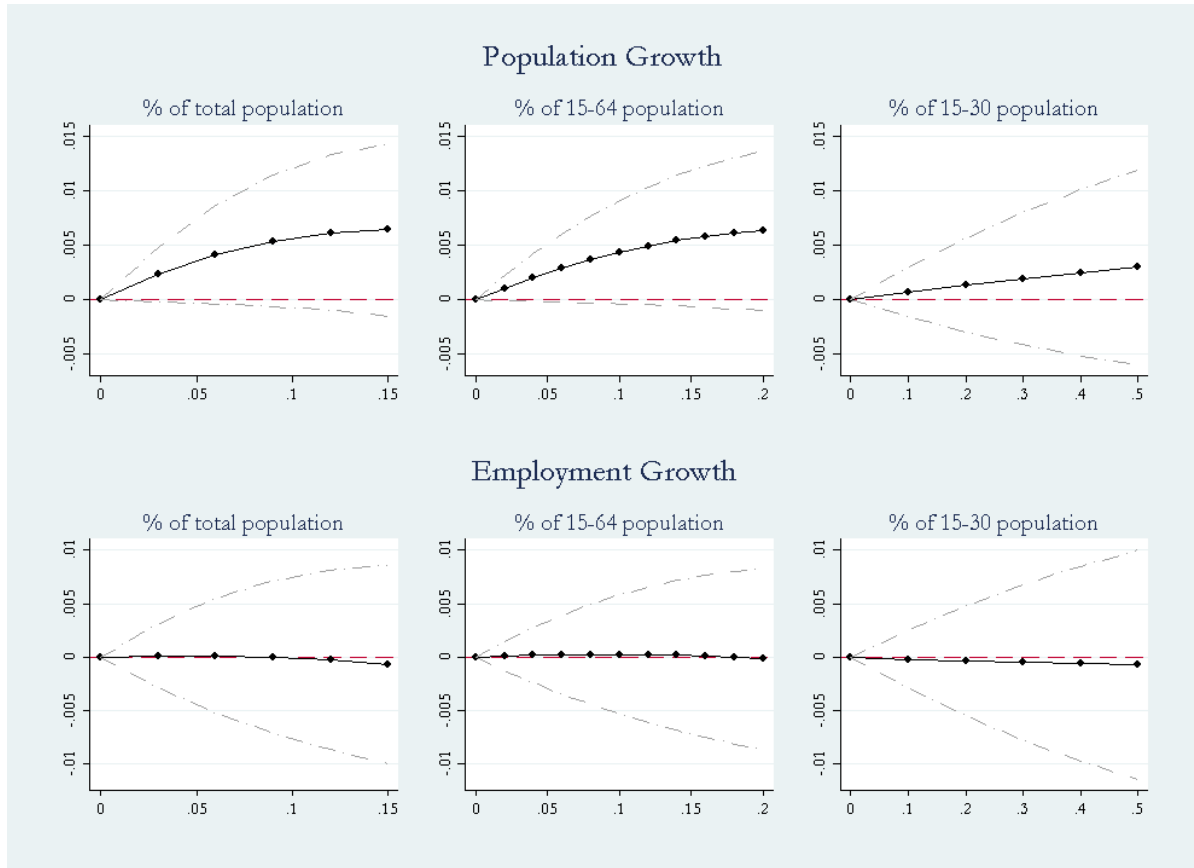 Population Growth
% of total population
% of 15-64 population
% of 15-30 population
.015
.01
.005
0
-.005
0 .05 .1 .15
.015
.01
.005
0
-.005
0 .05 .1 .15 .2
.015
.01
.005
0
-.005
0 .1 .2 .3 .4 .5
Employment Growth
% of total population
% of 15-64 population
% of 15-30 population
.01
.005
0
-.005
-.01
0 .05 .1 .15
.01
.005
0
-.005
-.01
0 .05 .1 .15 .2
.01
.005
0
-.005
-.01
0 .1 .2 .3 .4 .5